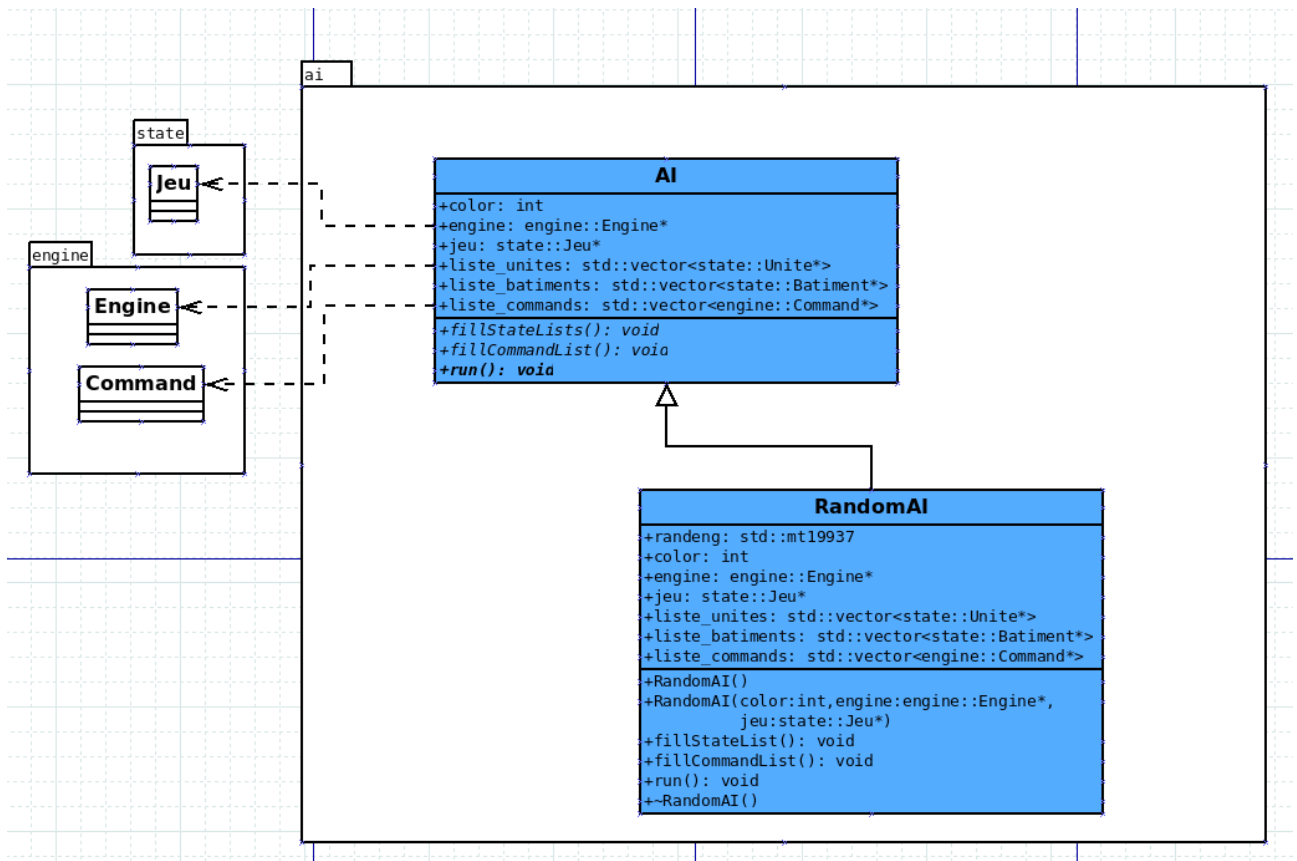 ai
state
Jeu
engine
Engine
Command
AI
+color: int
+engine: engine::Engine*
+jeu: state::Jeu*
+liste_unites: std::vector<state::Unite*>
+liste_batiments: std::vector<state::Batiment*>
+liste_commands: std::vector<engine::Command*>
+fillStateLists(): void
+fillCommandList(): void
+run(): void
RandomAI
+randeng: std::mt19937
+color: int
+engine: engine::Engine*
+jeu: state::Jeu*
+liste_unites: std::vector<state::Unite*>
+liste_batiments: std::vector<state::Batiment*>
+liste_commands: std::vector<engine::Command*>
+RandomAI()
+RandomAI(color:int,engine:engine::Engine*,
jeu:state::Jeu*)
+fillStateList(): void
+fillCommandList(): void
+run(): void
+~RandomAI()